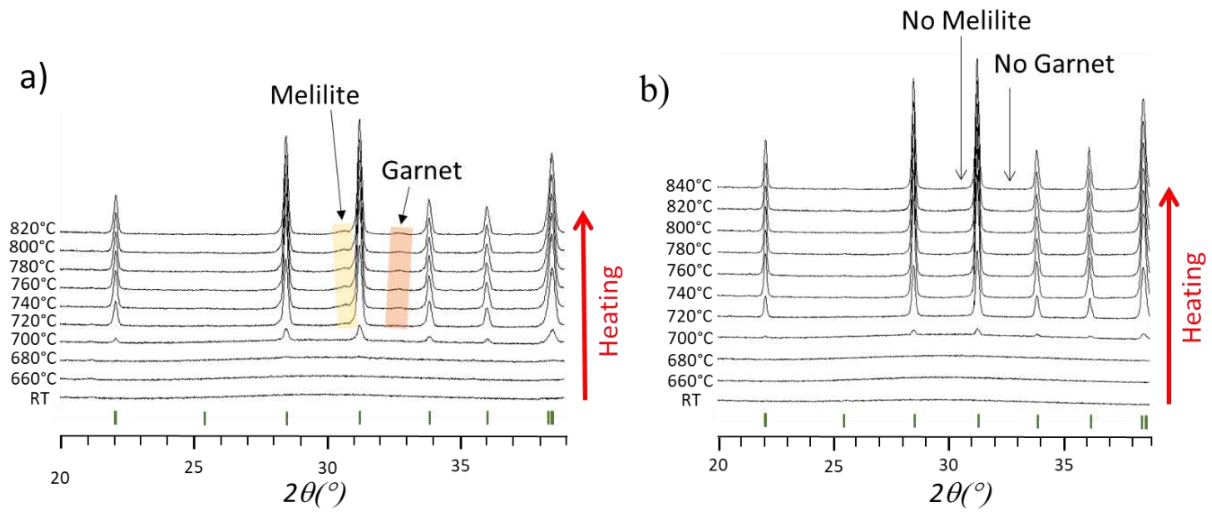 a)
Melilite
Garnet
820°C
800°C
780°C
760°C
740°C
720°C
700°C
680°C
660°C
RT
Heating
20
25
30
35
2θ(°)
No Melilite
b)
No Garnet
840°C
820°C
800°C
780°C
760°C
740°C
720°C
700°C
680°C
660°C
RT
Heating
20
25
30
35
2θ(°)